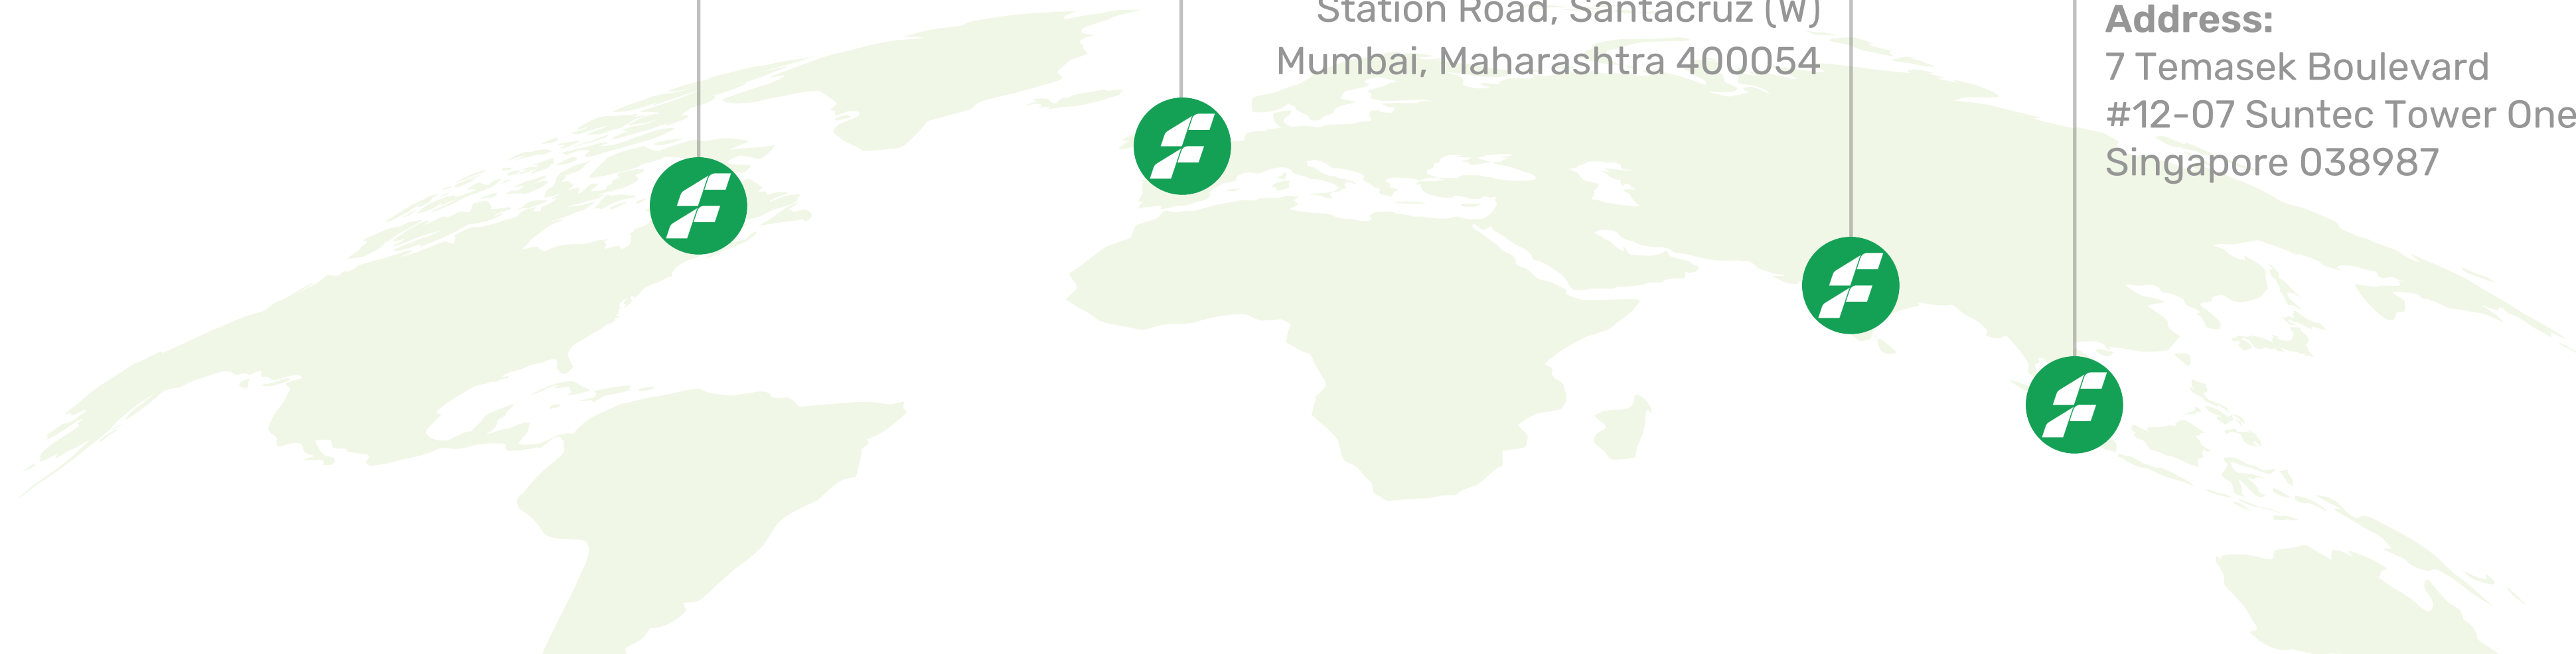 Station Road, Santacruz (W)
Mumbai, Maharashtra 400054
Address:
7 Temasek Boulevard
#12-07 Suntec Tower One
Singapore 038987